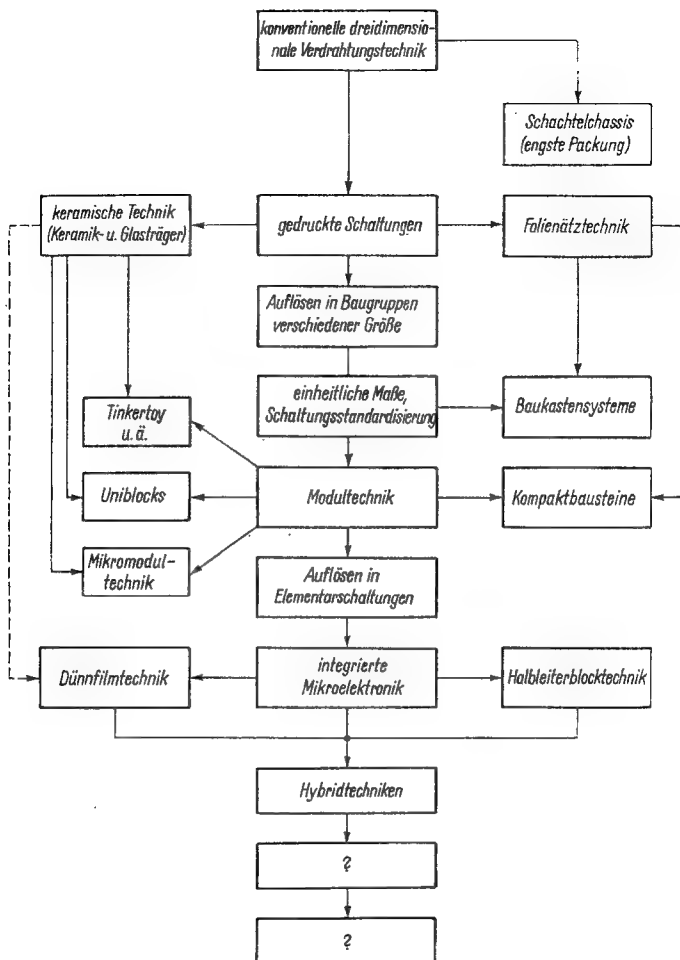 konventionelle dreidimensio-
nale Verdrahtungstechnik
Schachtelchassis
(engste Packung)
keramische Technik
(Keramik- u. Glasträger)
gedruckte Schaltungen
Folienätztechnik
Auflösen in Baugruppen
verschiedener Größe
einheitliche Maße,
Schaltungsstandardisierung
Baukastensysteme
Tinkertoy
u. ä.
Uniblocks
Modultechnik
Kompaktbausteine
Mikromodul-
technik
Auflösen in
Elementarschaltungen
Dünnfilmtechnik
integrierte
Mikroelektronik
Halbleiterblocktechnik
Hybridtechniken
?
?